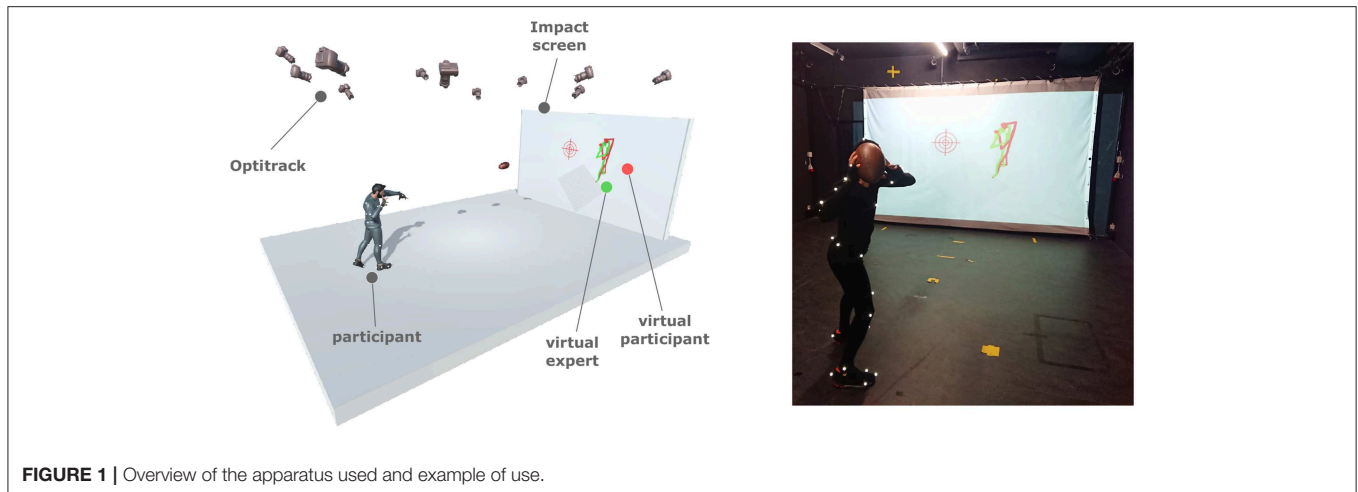 Impact
screen
Optitrack
participant
virtual
expert
virtual
participant
FIGURE 1 | Overview of the apparatus used and example of use.